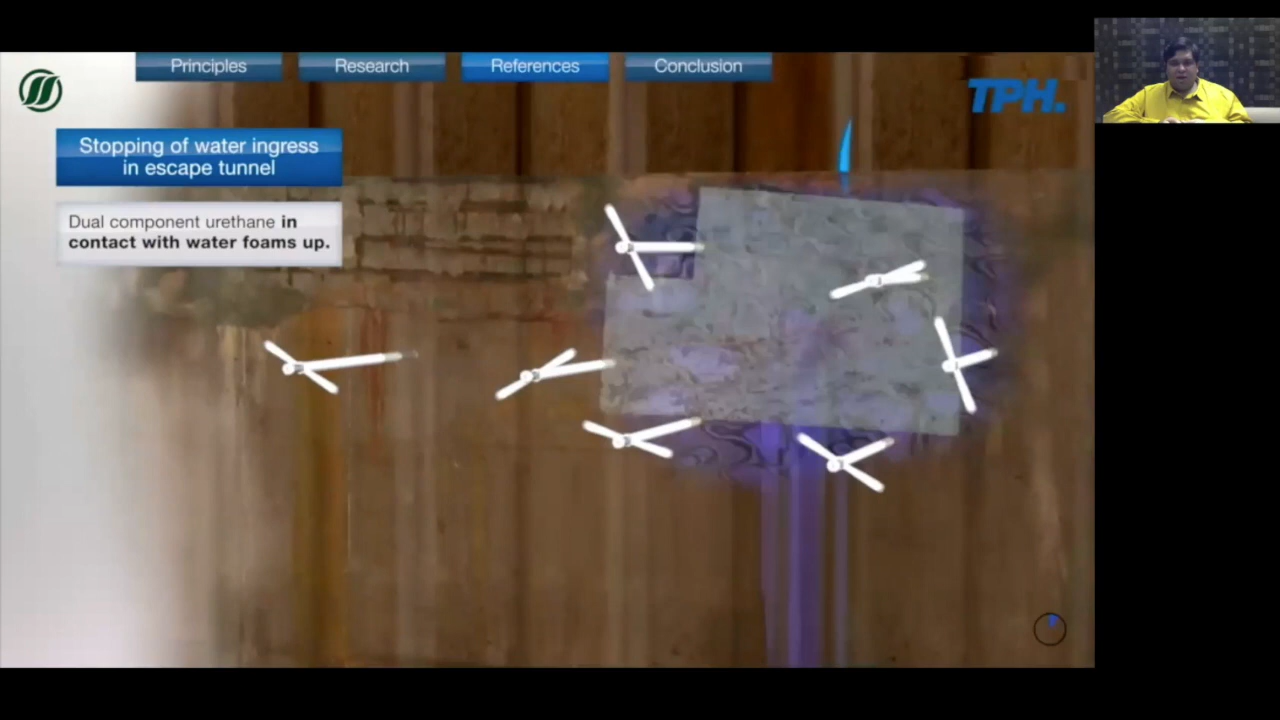 Principles
Research
References
Conclusion
TPH.
Stopping of water ingress
in escape tunnel
Dual component urethane in
contact with water foams up.